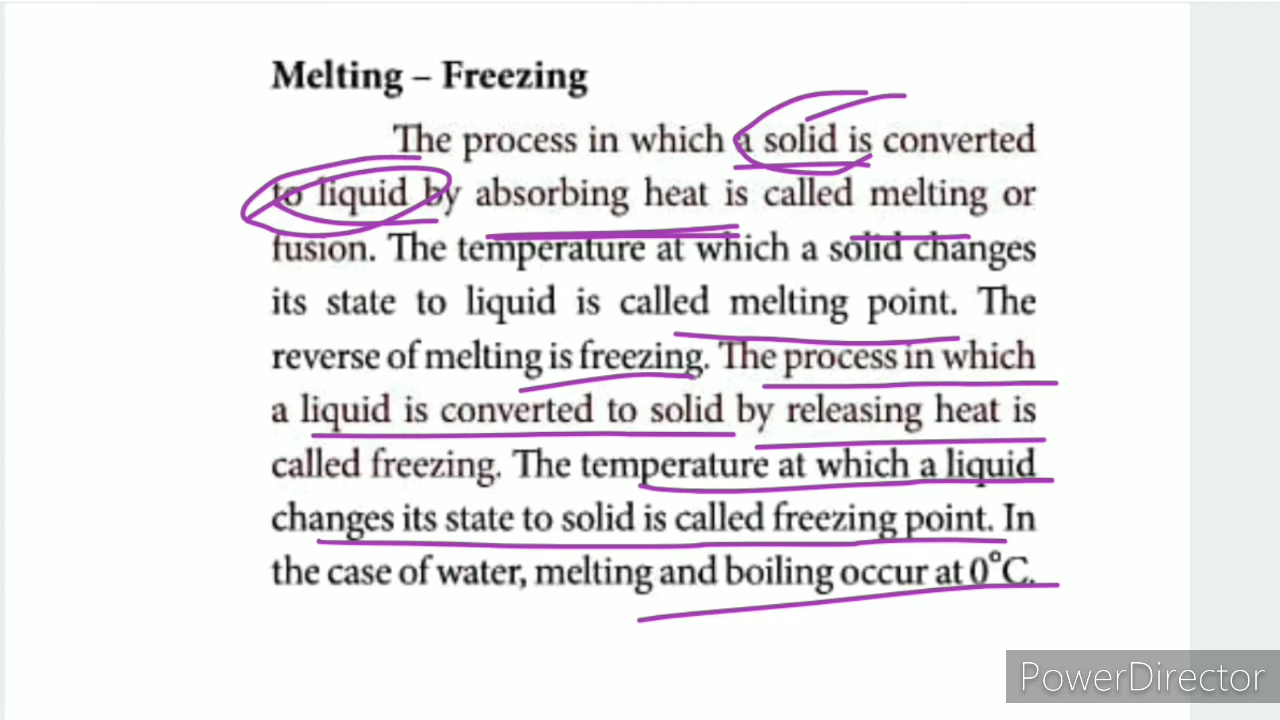 Melting – Freezing
The process in which a solid is converted
to liquid by absorbing heat is called melting or
fusion. The temperature at which a solid changes
its state to liquid is called melting point. The
reverse of melting is freezing. The process in which
a liquid is converted to solid by releasing heat is
called freezing. The temperature at which a liquid
changes its state to solid is called freezing point. In
the case of water, melting and boiling occur at 0°C.
PowerDirector